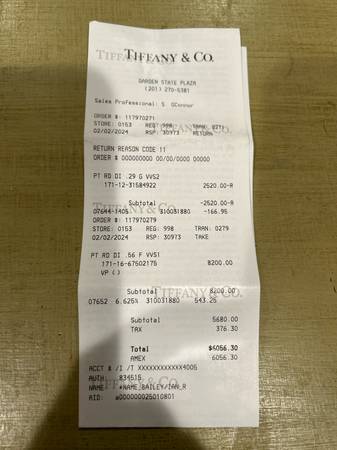 TIFFANY & CO.
GARDEN STATE PLAZA
(201) 270-5381
Sales Professional: S OConnor
ORDER #: 117970271
STORE: 0153 REG: 998 TRAN: 0271
02/02/2024 RSP: 30973 RETURN
RETURN REASON CODE 11
ORDER # 000000000 00/00/0000 00000
PT RD DI .29 G VVS2
171-12-31584922 2520.00-R
Subtotal -2520.00-R
07644-1405 310031880 -166.95
ORDER #: 117970279
STORE: 0153 REG: 998 TRAN: 0279
02/02/2024 RSP: 30973 TAKE
PT RD DI .56 F VVS1
171-16-67502175 8200.00
VP ()
Subtotal 8200.00
07652 6.625% 310031880 543.25
Subtotal 5680.00
TAX 376.30
Total $6056.30
AMEX 6056.30
ACCT # /I /T XXXXXXXXXXX4005
AUTH 834515
NAME *NAME BAILEY/IAN R
AID: a000000025010801